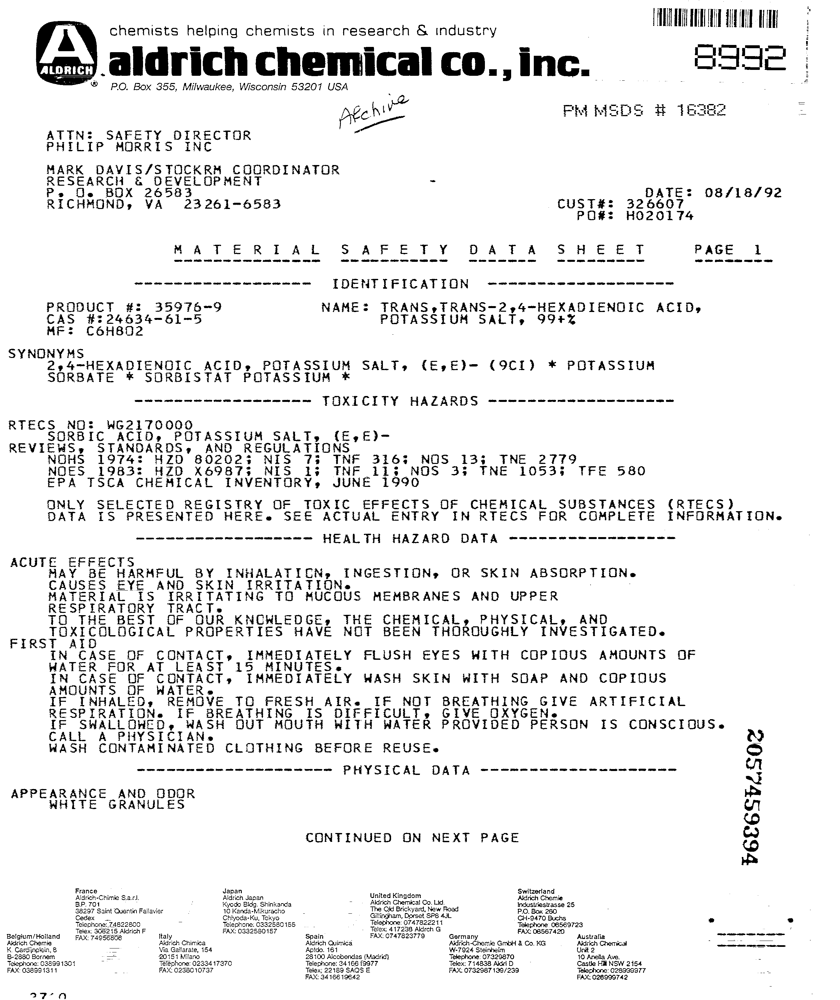 chemists helping chemists in research & industry
8992
ALDRICH
aldrich chemical co., inc.
P.O. Box 355, Milwaukee, Wisconsin 53201 USA
Archive
PM MSDS # 16382
ATTN: SAFETY DIRECTOR
PHILIP MORRIS INC
MARK DAVIS/STOCKRM COORDINATOR
RESEARCH & DEVELOPMENT
P. O. BOX 26583
RICHMOND, VA 23261-6583
DATE: 08/18/92
CUST#: 326607
PO#: H020174
MATERIAL SAFETY DATA SHEET PAGE 1
------------------- IDENTIFICATION -------------------
PRODUCT #: 35976-9 NAME: TRANS,TRANS-2,4-HEXADIENOIC ACID,
CAS #:24634-61-5 POTASSIUM SALT, 99+%
MF: C6H8O2
SYNONYMS
2,4-HEXADIENOIC ACID, POTASSIUM SALT, (E,E)- (9CI) * POTASSIUM
SORBATE * SORBISTAT POTASSIUM *
------------------- TOXICITY HAZARDS -------------------
RTECS NO: WG2170000
SORBIC ACID, POTASSIUM SALT, (E,E)-
REVIEWS, STANDARDS, AND REGULATIONS
NOHS 1974: HZD 80202; NIS 7; TNF 316; NOS 13; TNE 2779
NOES 1983: HZD X6987; NIS 1; TNF 11; NOS 3; TNE 1053; TFE 580
EPA TSCA CHEMICAL INVENTORY, JUNE 1990
ONLY SELECTED REGISTRY OF TOXIC EFFECTS OF CHEMICAL SUBSTANCES (RTECS)
DATA IS PRESENTED HERE. SEE ACTUAL ENTRY IN RTECS FOR COMPLETE INFORMATION.
------------------- HEALTH HAZARD DATA -----------------
ACUTE EFFECTS
MAY BE HARMFUL BY INHALATION, INGESTION, OR SKIN ABSORPTION.
CAUSES EYE AND SKIN IRRITATION.
MATERIAL IS IRRITATING TO MUCOUS MEMBRANES AND UPPER
RESPIRATORY TRACT.
TO THE BEST OF OUR KNOWLEDGE, THE CHEMICAL, PHYSICAL, AND
TOXICOLOGICAL PROPERTIES HAVE NOT BEEN THOROUGHLY INVESTIGATED.
FIRST AID
IN CASE OF CONTACT, IMMEDIATELY FLUSH EYES WITH COPIOUS AMOUNTS OF
WATER FOR AT LEAST 15 MINUTES.
IN CASE OF CONTACT, IMMEDIATELY WASH SKIN WITH SOAP AND COPIOUS
AMOUNTS OF WATER.
IF INHALED, REMOVE TO FRESH AIR. IF NOT BREATHING GIVE ARTIFICIAL
RESPIRATION. IF BREATHING IS DIFFICULT, GIVE OXYGEN.
IF SWALLOWED, WASH OUT MOUTH WITH WATER PROVIDED PERSON IS CONSCIOUS.
CALL A PHYSICIAN.
WASH CONTAMINATED CLOTHING BEFORE REUSE.
------------------- PHYSICAL DATA -------------------
APPEARANCE AND ODOR
WHITE GRANULES
CONTINUED ON NEXT PAGE
2057459394
Belgium/Holland
Aldrich Chemie
K. Cardijnplein, 8
B-2880 Bornem
Telephone: 038991301
FAX: 038991311
France
Aldrich-Chimie S.a.r.l.
B.P. 701
38297 Saint Quentin Fallavier
Cedex
Telephone: 74822800
Telex: 308215 Aldrich F
FAX: 74956808
Italy
Aldrich Chimica
Via Gallarate, 154
20151 Milano
Telephone: 0233417370
FAX: 0238010737
Japan
Aldrich Japan
Kyodo Bldg. Shinkanda
10 Kanda-Mikuracho
Chiyoda-Ku, Tokyo
Telephone: 0332580155
FAX: 0332580157
Spain
Aldrich Quimica
Aptdo. 161
28100 Alcobendas (Madrid)
Telephone: 34166 19977
Telex: 22189 SAQS E
FAX: 3416619642
United Kingdom
Aldrich Chemical Co. Ltd.
The Old Brickyard, New Road
Gillingham, Dorset SP8 4JL
Telephone: 0747822211
Telex: 417238 Aldrch G
FAX: 0747823779
Germany
Aldrich-Chemie GmbH & Co. KG
W-7924 Steinheim
Telephone: 07329870
Telex: 714838 Aldri D
FAX: 0732987139/239
Switzerland
Aldrich Chemie
Industriestrasse 25
P.O. Box 260
CH-9470 Buchs
Telephone: 08569723
FAX: 08567420
Australia
Aldrich Chemical
Unit 2
10 Anella Ave.
Castle Hill NSW 2154
Telephone: 028999977
FAX: 028999742